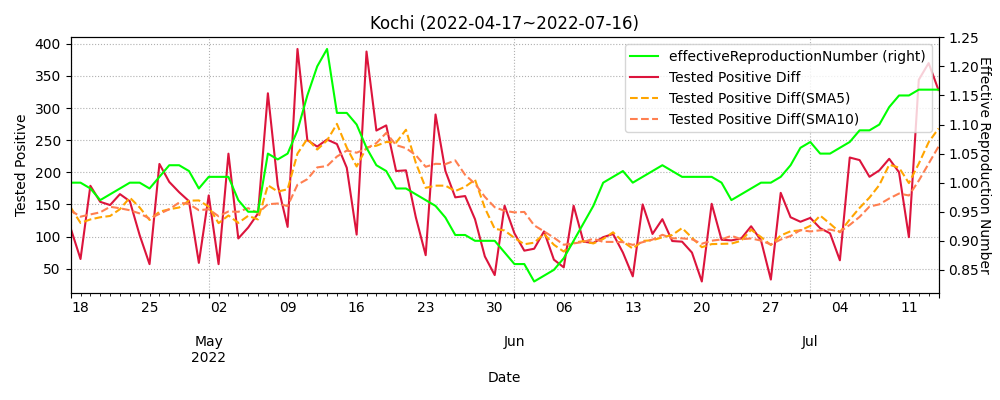 Kochi (2022-04-17~2022-07-16)
effectiveReproductionNumber (right)
Tested Positive Diff
Tested Positive Diff(SMA5)
Tested Positive Diff(SMA10)
Tested Positive
400
350
300
250
200
150
100
50
1.25
1.20
1.15
1.10
1.05
1.00
0.95
0.90
0.85
Effective Reproduction Number
18 25 02 09 16 23 30 06 13 20 27 04 11
May Jun Jul
2022
Date